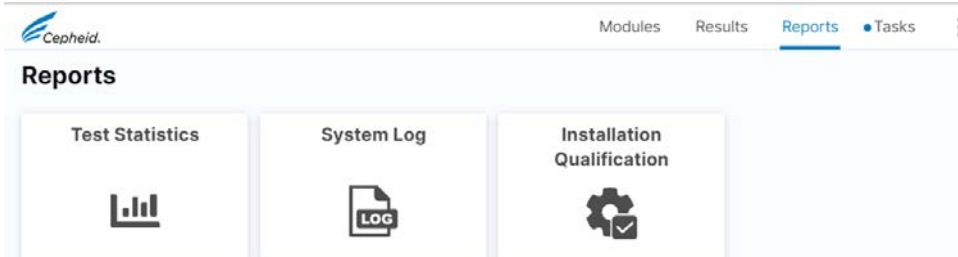 Cepheid.
Modules Results Reports Tasks
Reports
Test Statistics
System Log
Installation
Qualification
LOG